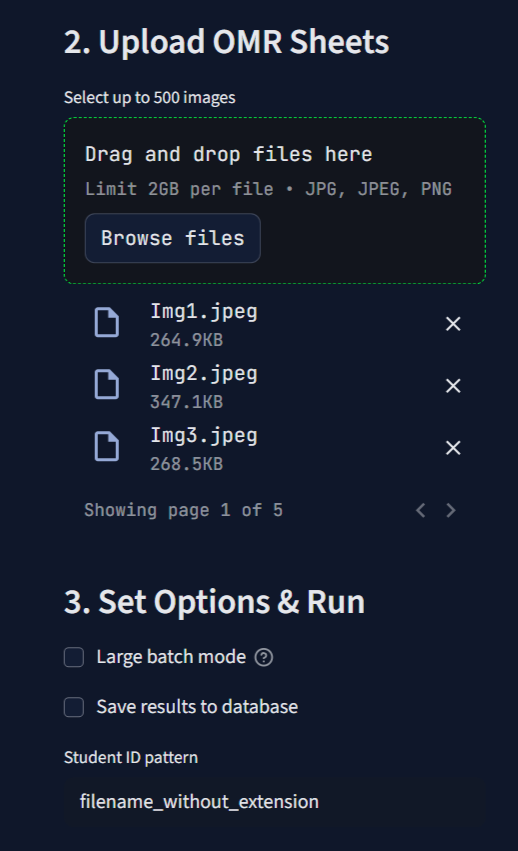 2. Upload OMR Sheets
Select up to 500 images
Drag and drop files here
Limit 2GB per file • JPG, JPEG, PNG
Browse files
Img1.jpeg
264.9KB
Img2.jpeg
347.1KB
Img3.jpeg
268.5KB
Showing page 1 of 5
3. Set Options & Run
Large batch mode
Save results to database
Student ID pattern
filename_without_extension